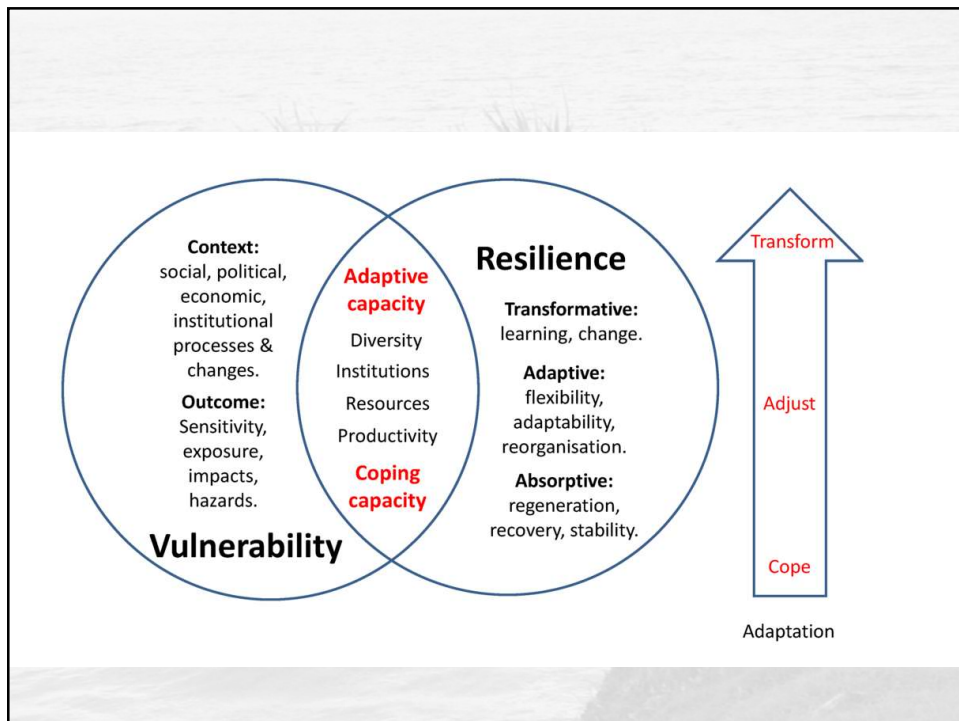 Context:
social, political,
economic,
institutional
processes &
changes.
Outcome:
Sensitivity,
exposure,
impacts,
hazards.
Vulnerability
Adaptive
capacity
Diversity
Institutions
Resources
Productivity
Coping
capacity
Resilience
Transformative:
learning, change.
Adaptive:
flexibility,
adaptability,
reorganisation.
Absorptive:
regeneration,
recovery, stability.
Transform
Adjust
Cope
Adaptation